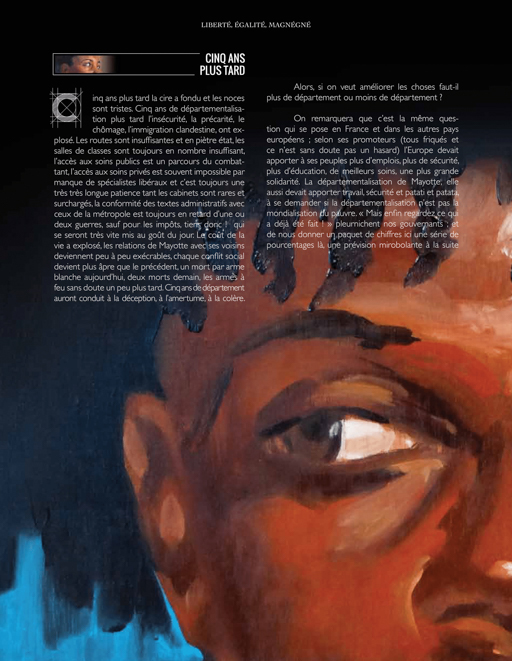 LIBERTÉ, ÉGALITÉ, MAGNÉGNÉ
CINQ ANS
PLUS TARD
Cinq ans plus tard la cire a fondu et les noces
sont tristes. Cinq ans de départementalisa-
tion plus tard l'insécurité, la précarité, le
chômage, l'immigration clandestine, ont ex-
plosé. Les routes sont insuffisantes et en piètre état, les
salles de classes sont toujours en nombre insuffisant,
l'accès aux soins publics est un parcours du combat-
tant, l'accès aux soins privés est souvent impossible par
manque de spécialistes libéraux et c'est toujours une
très très longue patience tant les cabinets sont rares et
surchargés, la conformité des textes administratifs avec
ceux de la métropole est toujours en retard d'une ou
deux guerres, sauf pour les impôts, tiens donc ! qui
se seront très vite mis au goût du jour. Le coût de la
vie a explosé, les relations de Mayotte avec ses voisins
deviennent peu à peu exécrables, chaque conflit social
devient plus âpre que le précédent, un mort par arme
blanche aujourd'hui, deux morts demain, les armes à
feu sans doute un peu plus tard. Cinq ans de département
auront conduit à la déception, à l'amertume, à la colère.
Alors, si on veut améliorer les choses faut-il
plus de département ou moins de département ?
On remarquera que c'est la même ques-
tion qui se pose en France et dans les autres pays
européens ; selon ses promoteurs (tous friqués et
ce n'est sans doute pas un hasard) l'Europe devait
apporter à ses peuples plus d'emplois, plus de sécurité,
plus d'éducation, de meilleurs soins, une plus grande
solidarité. La départementalisation de Mayotte, elle
aussi devait apporter travail, sécurité et patati et patata,
à se demander si la départementalisation n'est pas la
mondialisation du pauvre. « Mais enfin regardez ce qui
a déjà été fait ! » pleurnichent nos gouvernants ; et
de nous donner un paquet de chiffres ici une série de
pourcentages là, une prévision mirobolante à la suite